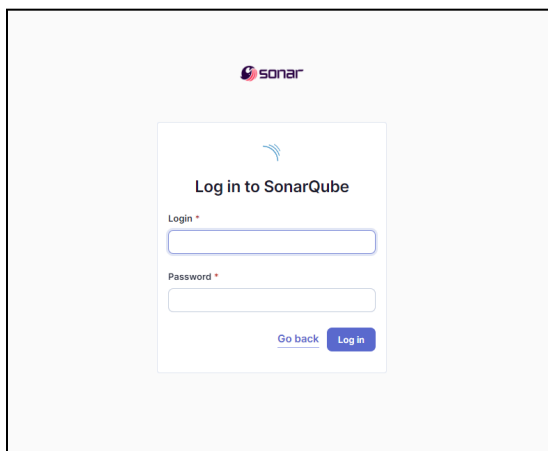 sonar
Log in to SonarQube
Login *
Password *
Go back Log in